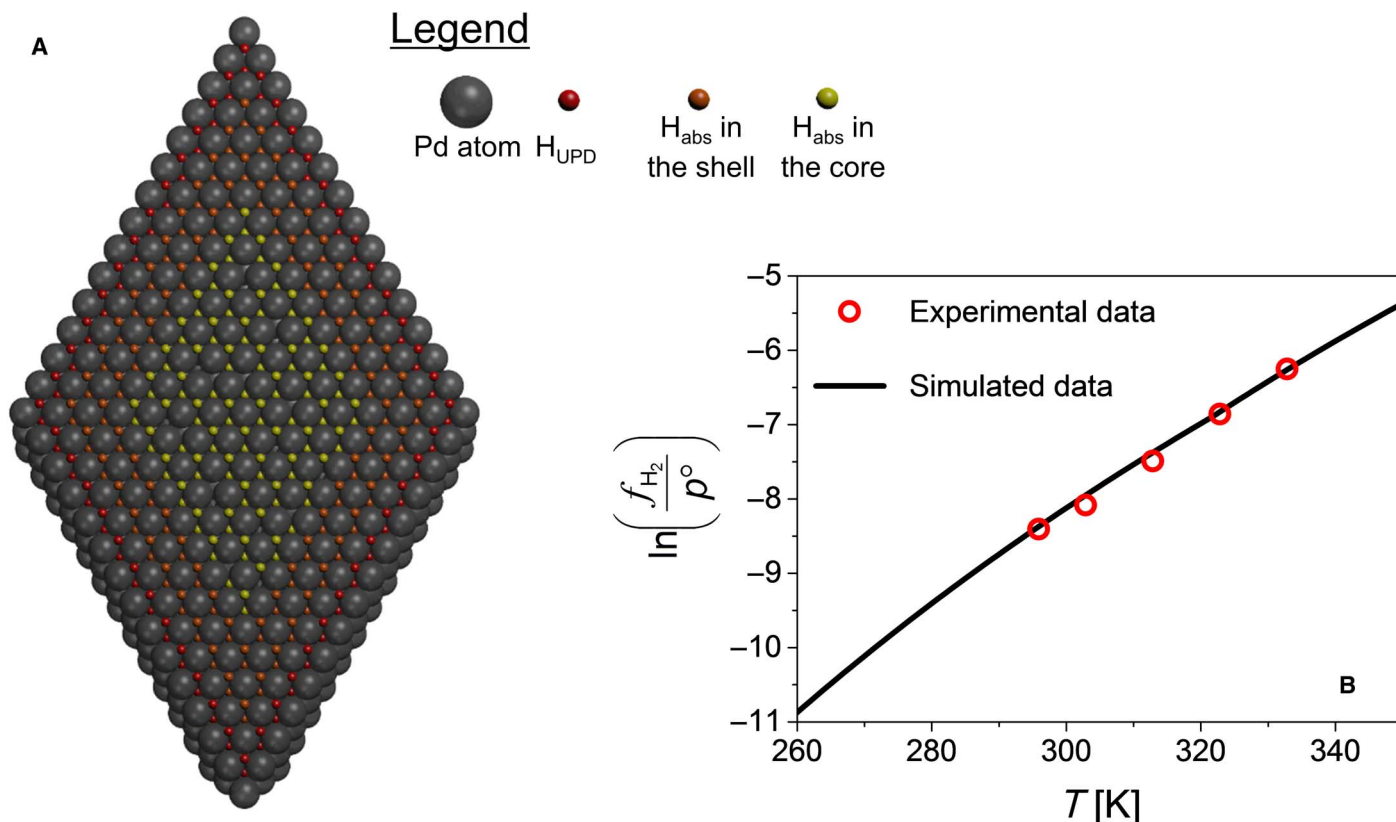 A
Legend
Pd atom
H_UPD
H_abs in
the shell
H_abs in
the core
–5
–6
–7
–8
–9
–10
–11
Experimental data
Simulated data
ln(f_H₂/p°)
B
260
280
300
320
340
T [K]